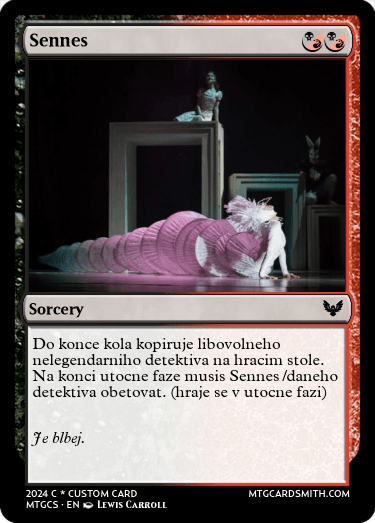 Sennes
Sorcery
Do konce kola kopiruje libovolneho
nelegendarniho detektiva na hracim stole.
Na konci utocne faze musis Sennes/daneho
detektiva obetovat. (hraje se v utocne fazi)
Je blbej.
2024 C * CUSTOM CARD
MTGCS · EN Lewis Carroll
MTGCARDSMITH.COM